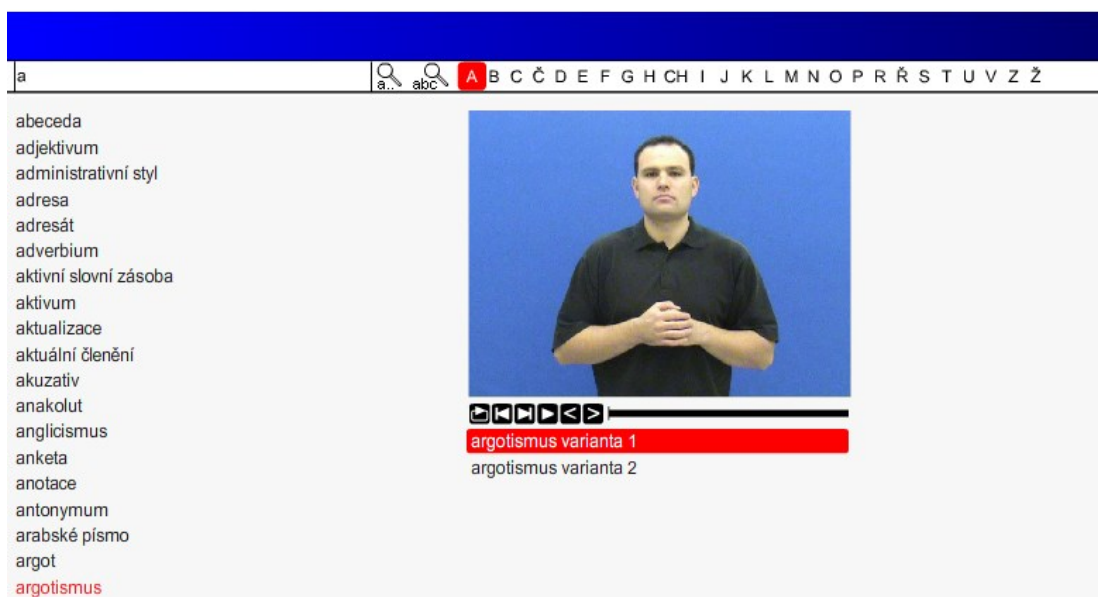 a
a.. abc A B C Č D E F G H CH I J K L M N O P R Ř S T U V Z Ž
abeceda
adjektivum
administrativní styl
adresa
adresát
adverbium
aktivní slovní zásoba
aktivum
aktualizace
aktuální členění
akuzativ
anakolut
anglicismus
anketa
anotace
antonymum
arabské písmo
argot
argotismus
argotismus varianta 1
argotismus varianta 2